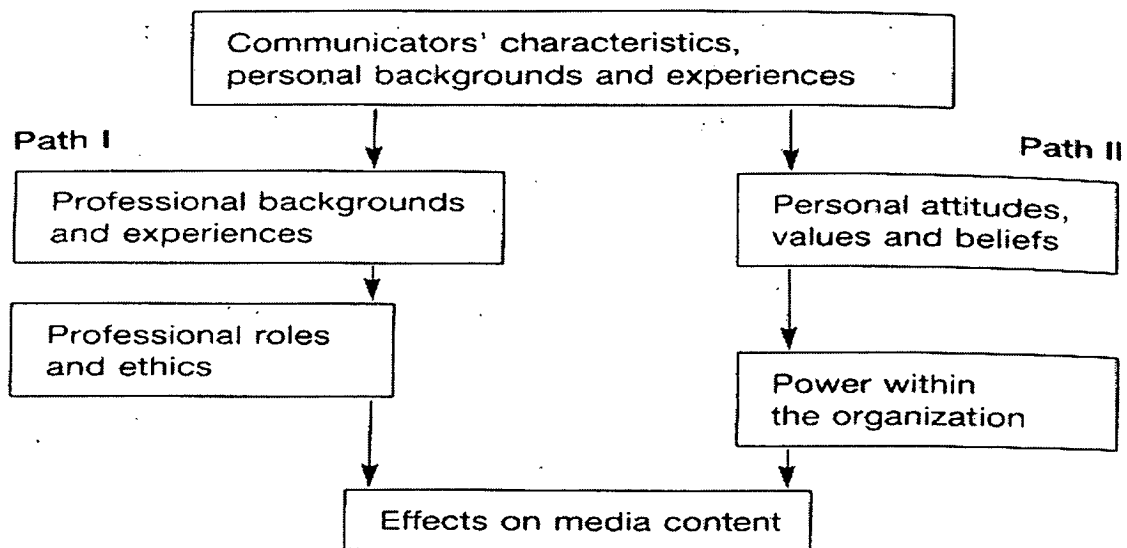 Communicators' characteristics,
personal backgrounds and experiences
Path I
Path II
Professional backgrounds
and experiences
Personal attitudes,
values and beliefs
Professional roles
and ethics
Power within
the organization
Effects on media content